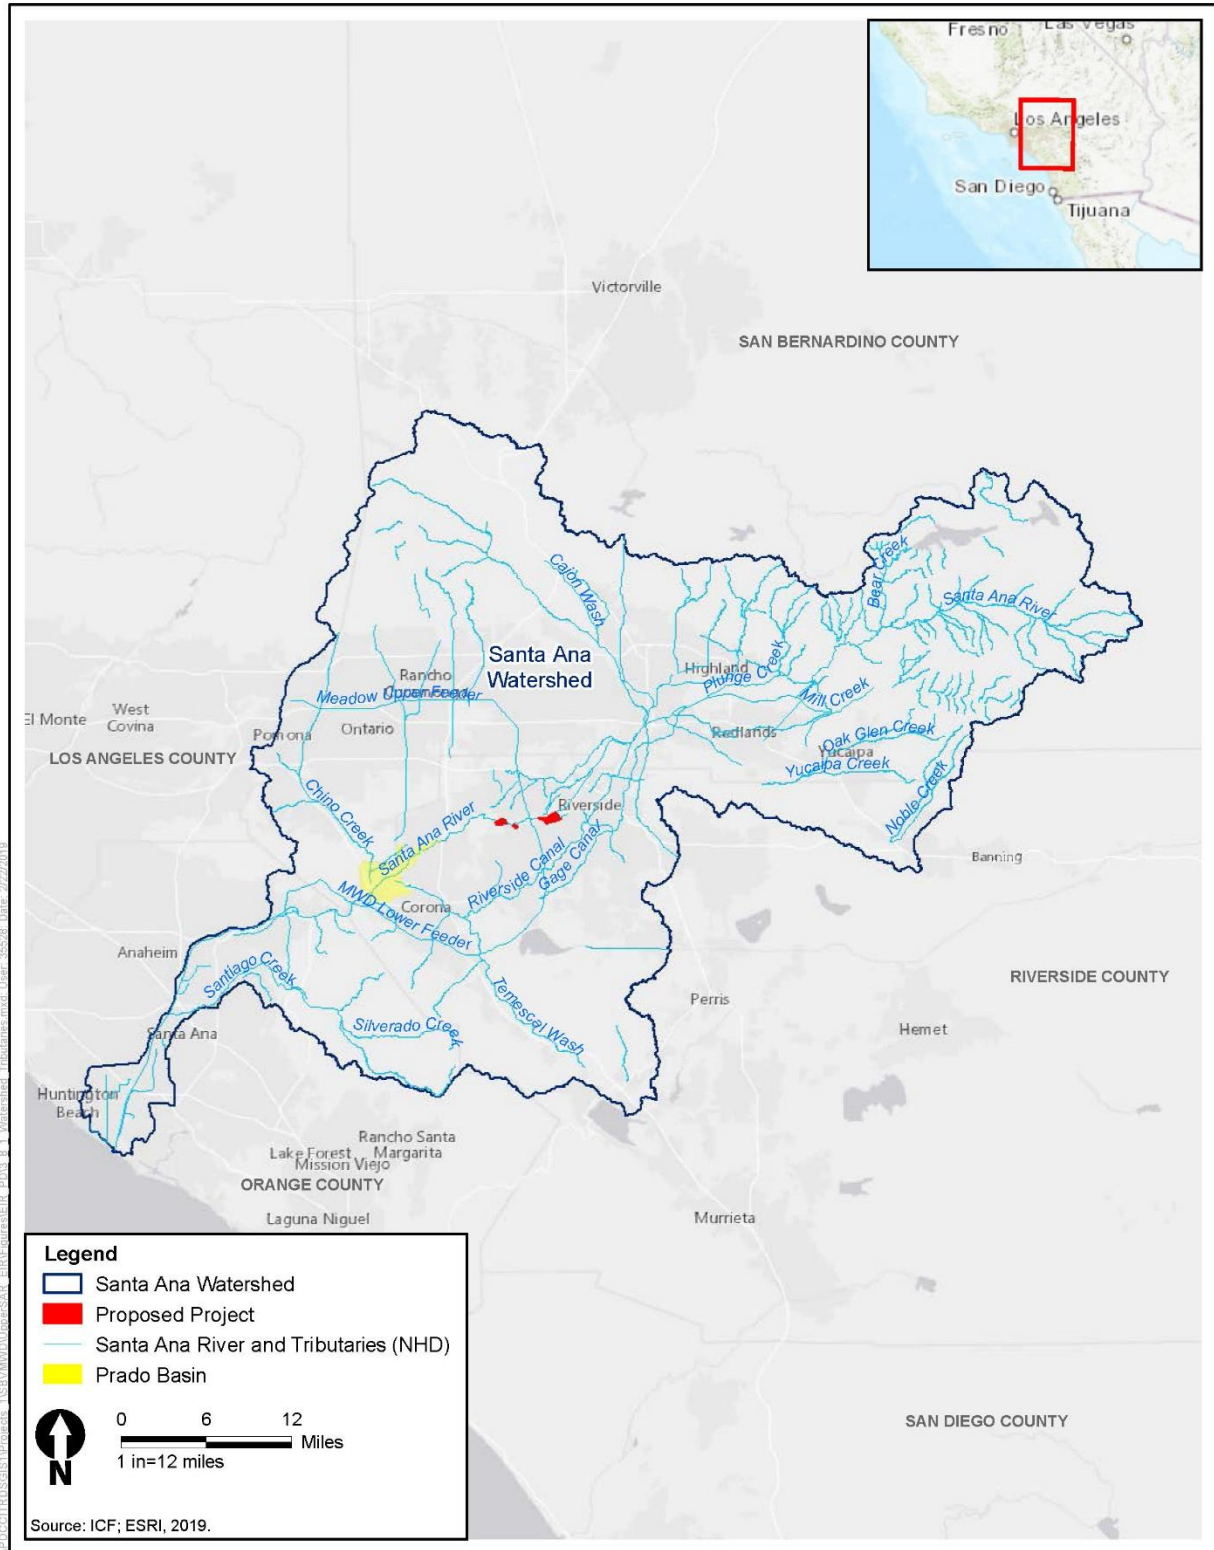 Fresno
Las Vegas
Los Angeles
San Diego
Tijuana
Victorville
SAN BERNARDINO COUNTY
Bear Creek
Santa Ana River
Cajon Wash
Santa Ana
Watershed
Highland
Plunge Creek
Rancho
Meadow Upper Feeder
Mill Creek
El Monte
West
Covina
Pomona
Ontario
Redlands
Oak Glen Creek
Yucaipa
Yucaipa Creek
LOS ANGELES COUNTY
Chino Creek
Noble Creek
Riverside
Santa Ana River
Riverside Canal
Gage Canal
Banning
MWD Lower Feeder
Corona
Anaheim
Santiago Creek
Temescal Wash
RIVERSIDE COUNTY
Perris
Silverado Creek
Hemet
Santa Ana
Huntington
Beach
Rancho Santa
Margarita
Lake Forest
Mission Viejo
ORANGE COUNTY
Laguna Niguel
Murrieta
SAN DIEGO COUNTY
Legend
Santa Ana Watershed
Proposed Project
Santa Ana River and Tributaries (NHD)
Prado Basin
0 6 12
Miles
1 in=12 miles
N
Source: ICF; ESRI, 2019.